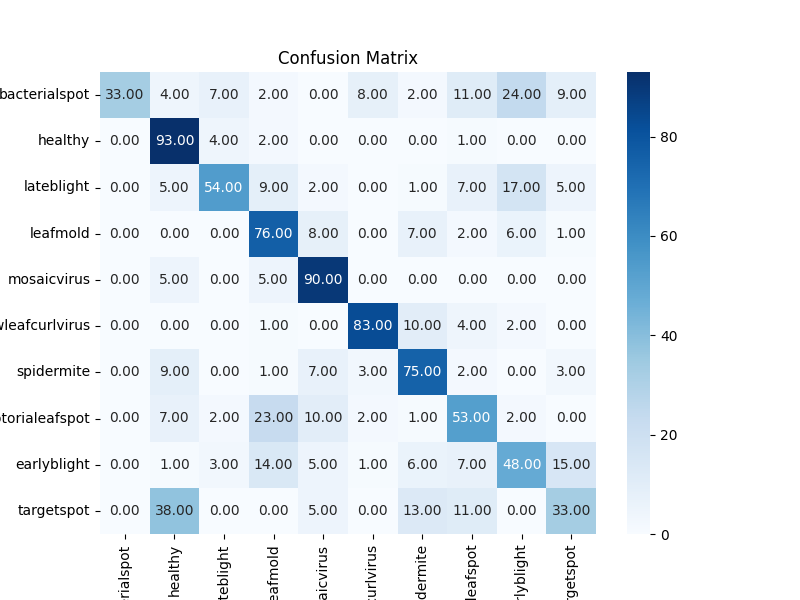 Confusion Matrix
bacterialspot 33.00 4.00 7.00 2.00 0.00 8.00 2.00 11.00 24.00 9.00
healthy 0.00 93.00 4.00 2.00 0.00 0.00 0.00 1.00 0.00 0.00
lateblight 0.00 5.00 54.00 9.00 2.00 0.00 1.00 7.00 17.00 5.00
leafmold 0.00 0.00 0.00 76.00 8.00 0.00 7.00 2.00 6.00 1.00
mosaicvirus 0.00 5.00 0.00 5.00 90.00 0.00 0.00 0.00 0.00 0.00
wleafcurlvirus 0.00 0.00 0.00 1.00 0.00 83.00 10.00 4.00 2.00 0.00
spidermite 0.00 9.00 0.00 1.00 7.00 3.00 75.00 2.00 0.00 3.00
torialeafspot 0.00 7.00 2.00 23.00 10.00 2.00 1.00 53.00 2.00 0.00
earlyblight 0.00 1.00 3.00 14.00 5.00 1.00 6.00 7.00 48.00 15.00
targetspot 0.00 38.00 0.00 0.00 5.00 0.00 13.00 11.00 0.00 33.00
rialspot healthy teblight eafmold aicvirus curlvirus dermite leafspot rlyblight rgetspot
80
60
40
20
0